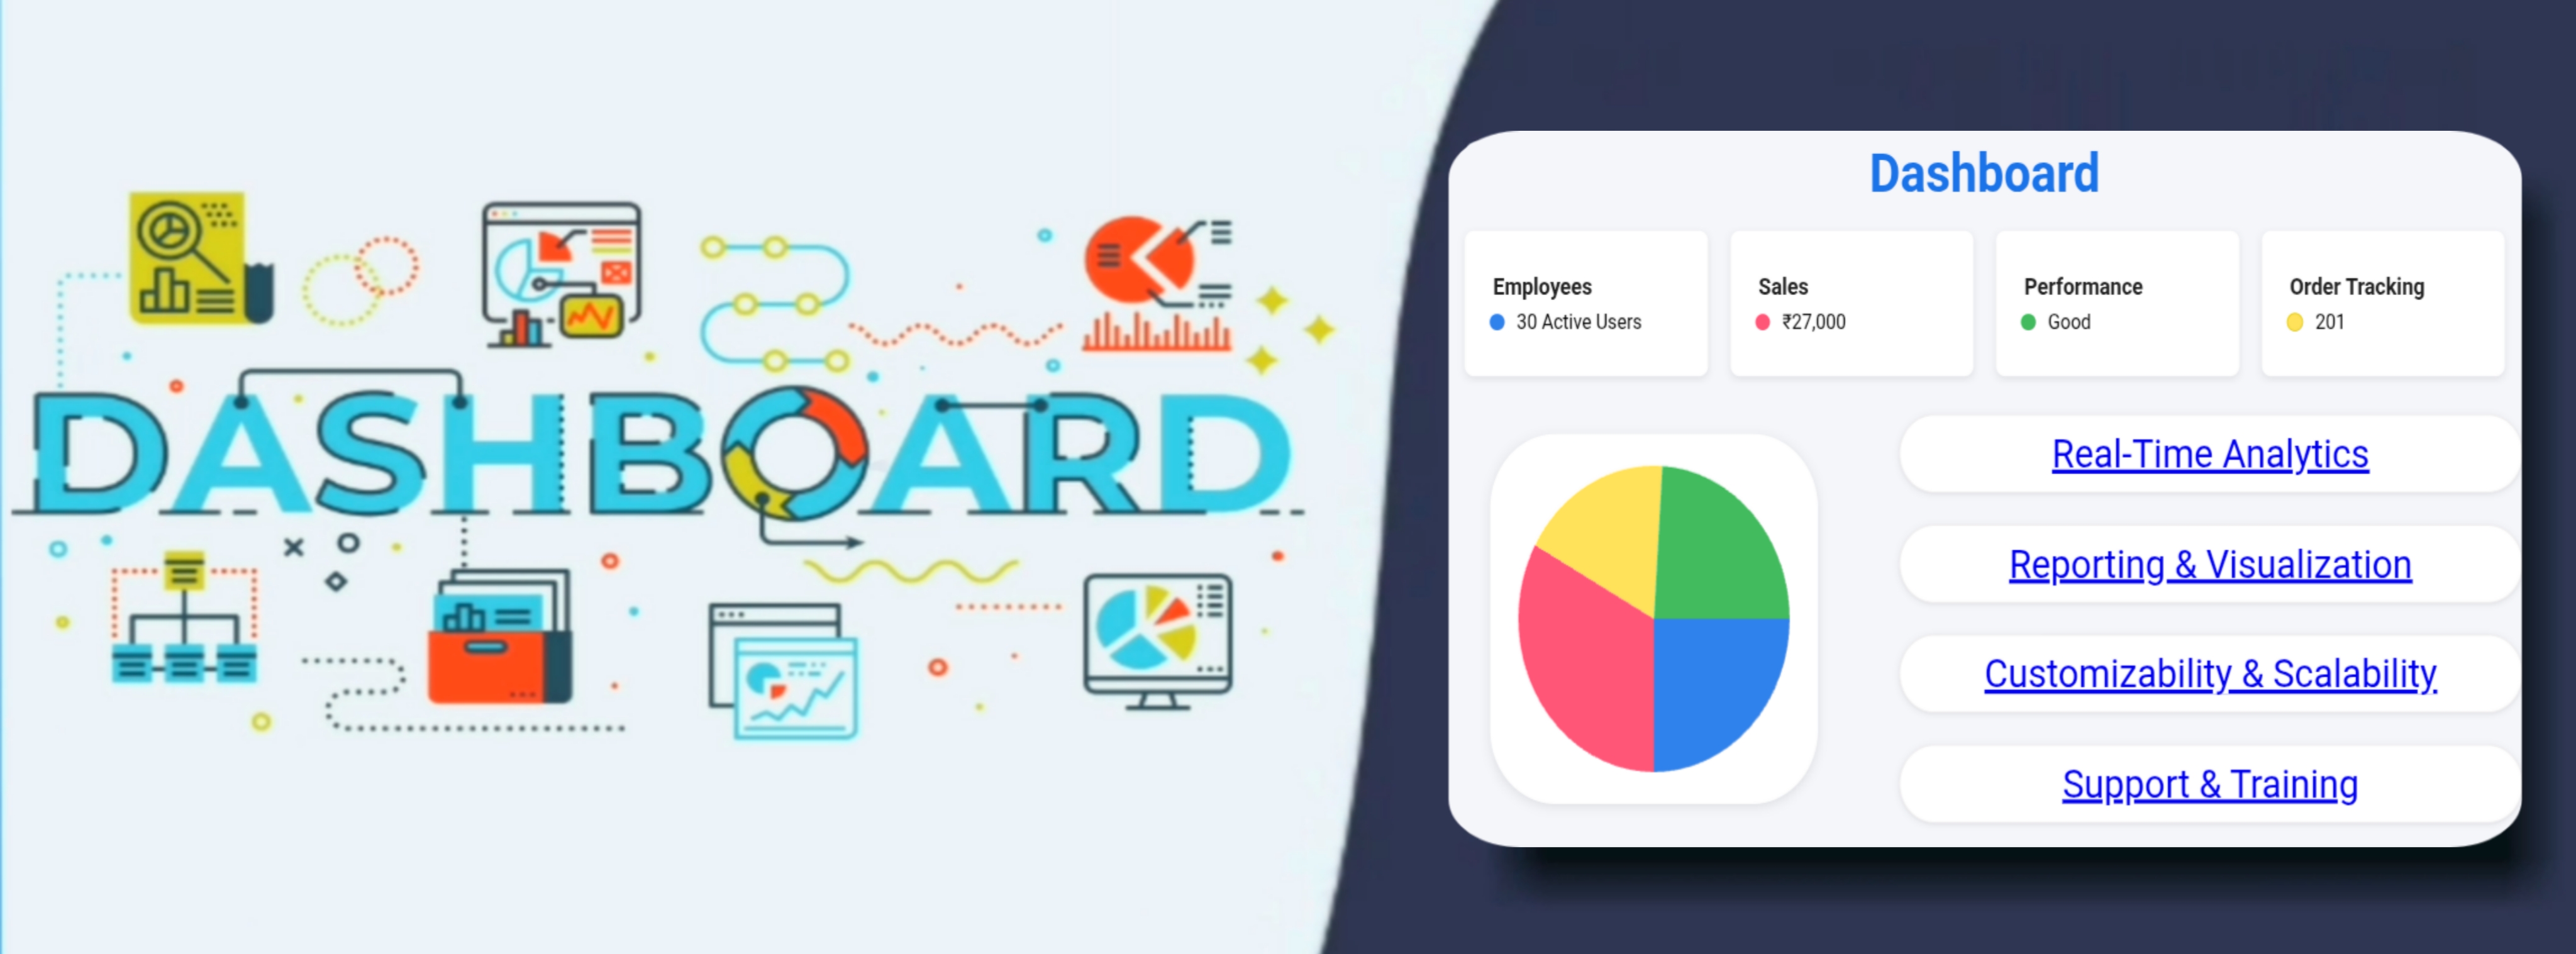 DASHBOARD
Dashboard
Employees
30 Active Users
Sales
₹27,000
Performance
Good
Order Tracking
201
Real-Time Analytics
Reporting & Visualization
Customizability & Scalability
Support & Training